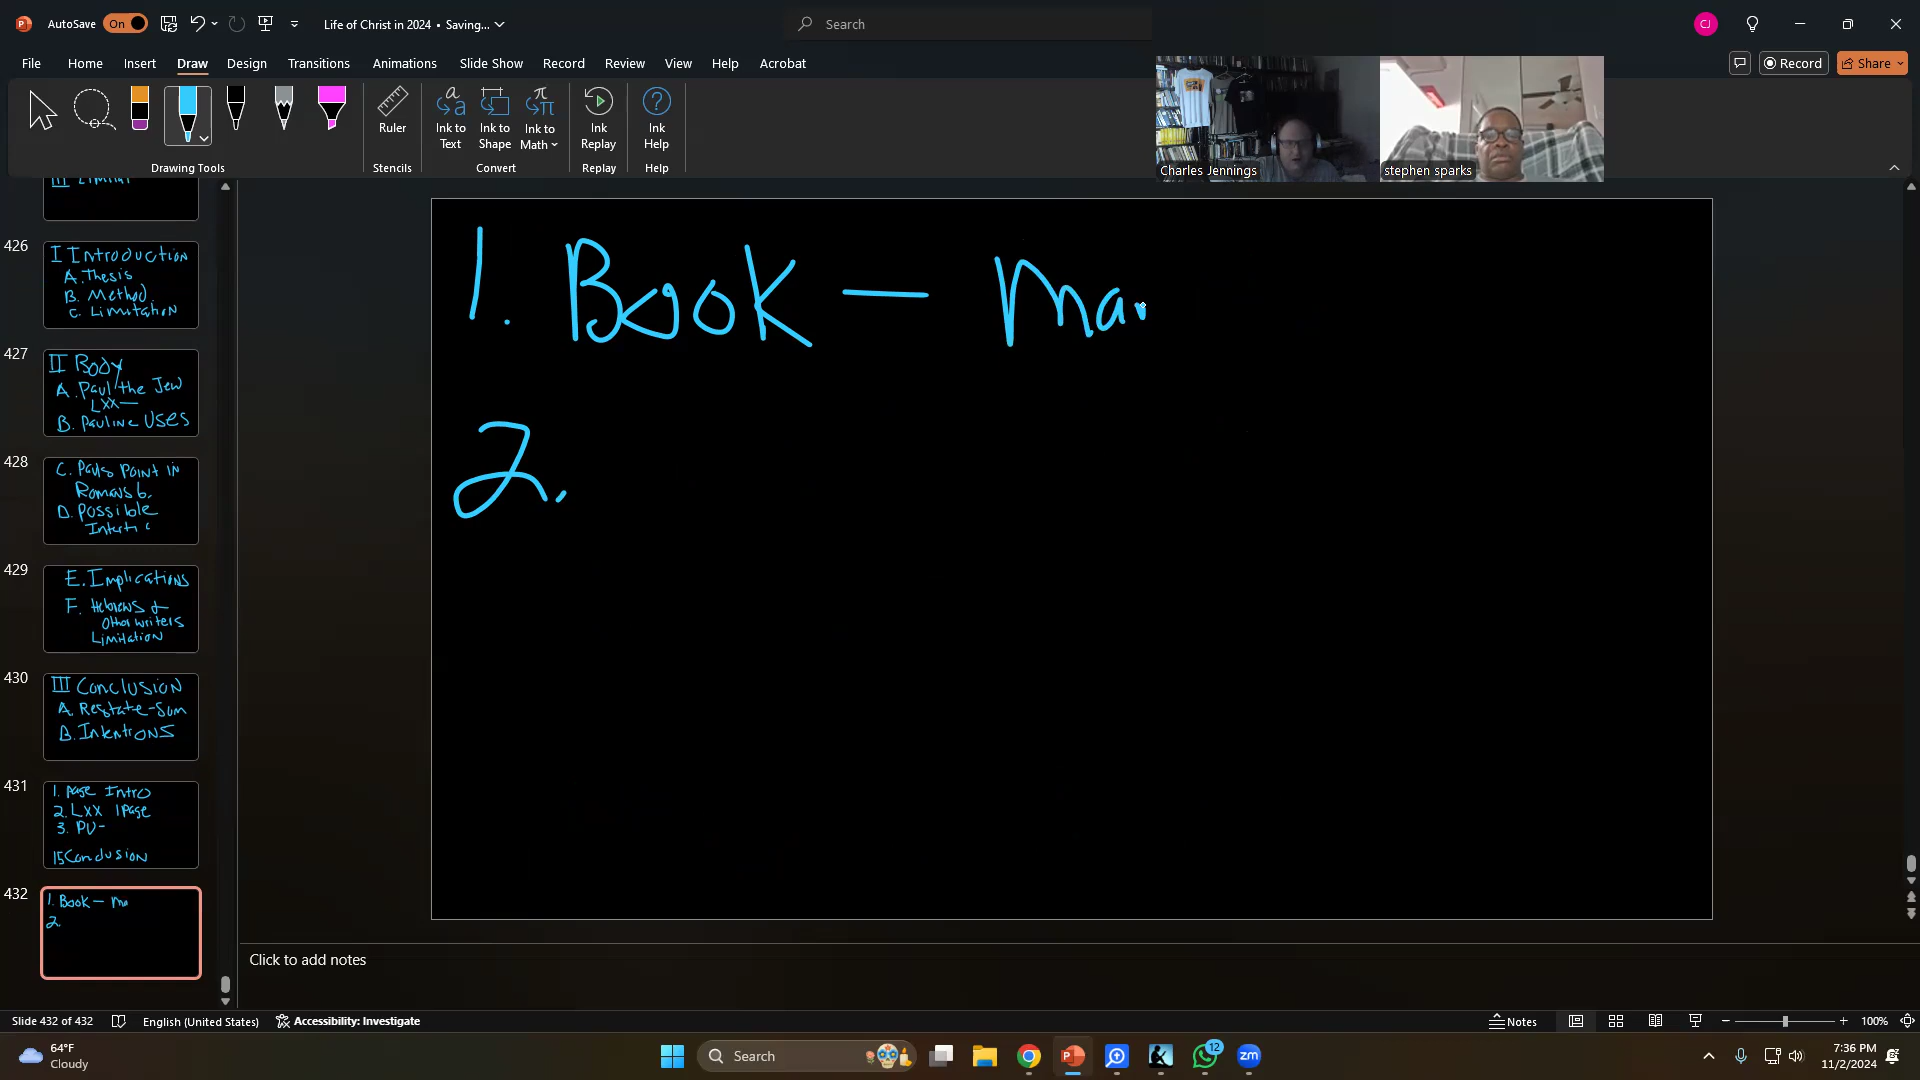 AutoSave On Life of Christ in 2024 • Saving... Search CJ
File Home Insert Draw Design Transitions Animations Slide Show Record Review View Help Acrobat Record Share
Ruler Ink to Text Ink to Shape Ink to Math Ink Replay Ink Help
Drawing Tools Stencils Convert Replay Help
Charles Jennings stephen sparks
426
I Introduction
A. Thesis
B. Method
C. Limitation
427
II Body
A. Paul the Jew
LXX—
B. Pauline Uses
428
C. Pauls Point in
Romans 6.
D. Possible
429
E. Implications
F. Hebrews &
Other writers
Limitation
430
III Conclusion
A. Restate-Sum
B. Intentions
431
1. Page Intro
2. LXX 1Page
3. PU-
15 Conclusion
432
1. Book — Ma
2.
1. Book — Mar
2.
Click to add notes
Slide 432 of 432 English (United States) Accessibility: Investigate Notes 100%
64°F
Cloudy
Search
12
zm
7:36 PM
11/2/2024